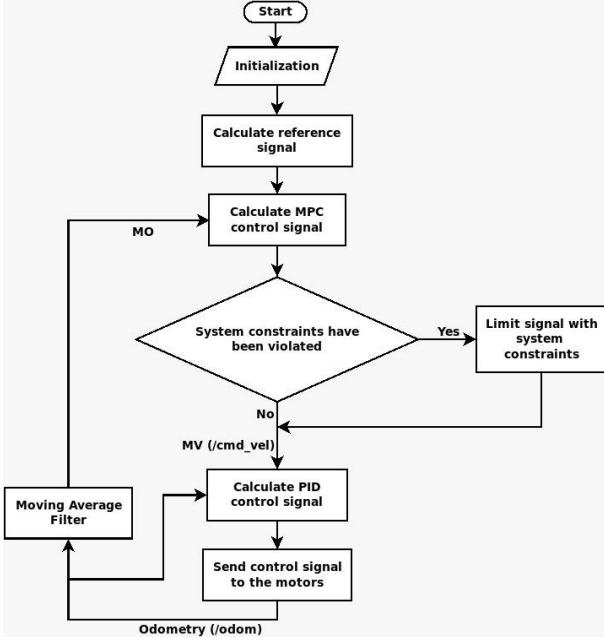 Start
Initialization
Calculate reference
signal
Calculate MPC
control signal
MO
System constraints have
been violated
Yes
Limit signal with
system
constraints
No
MV (/cmd_vel)
Calculate PID
control signal
Moving Average
Filter
Send control signal
to the motors
Odometry (/odom)